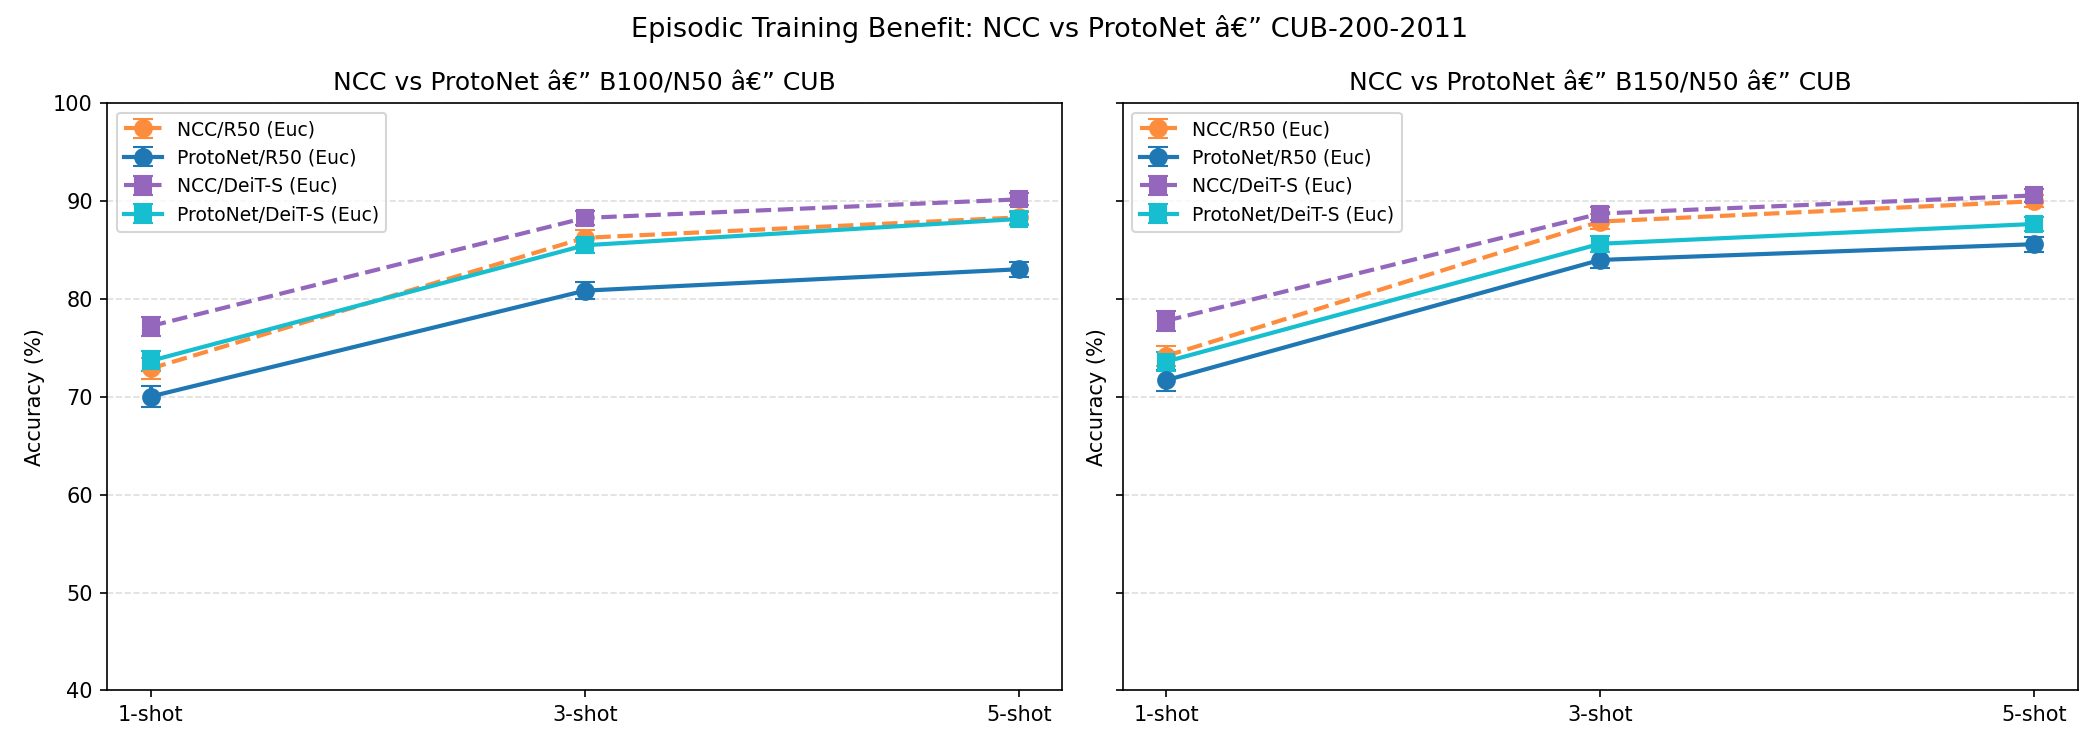 Episodic Training Benefit: NCC vs ProtoNet â€” CUB-200-2011
NCC vs ProtoNet â€” B100/N50 â€” CUB
NCC/R50 (Euc)
ProtoNet/R50 (Euc)
NCC/DeiT-S (Euc)
ProtoNet/DeiT-S (Euc)
Accuracy (%)
100
90
80
70
60
50
40
1-shot
3-shot
5-shot
NCC vs ProtoNet â€” B150/N50 â€” CUB
NCC/R50 (Euc)
ProtoNet/R50 (Euc)
NCC/DeiT-S (Euc)
ProtoNet/DeiT-S (Euc)
Accuracy (%)
1-shot
3-shot
5-shot